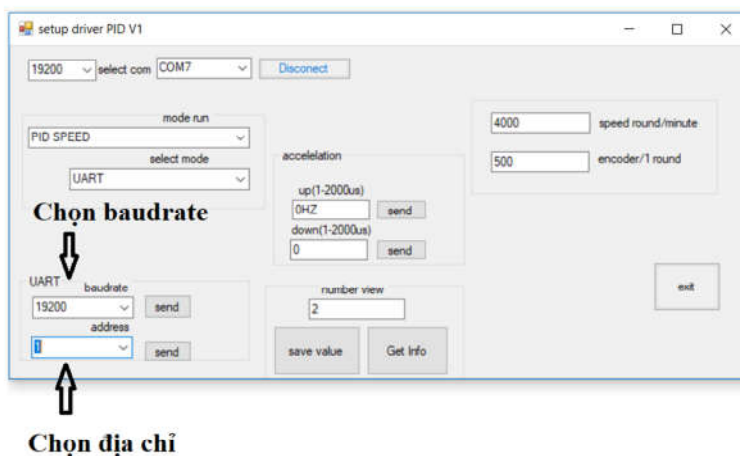 setup driver PID V1
19200 select com COM7 Disconect
mode run
PID SPEED
select mode
UART
Chọn baudrate
accelelation
up(1-2000us)
0HZ send
down(1-2000us)
0 send
4000 speed round/minute
500 encoder/1 round
UART
baudrate
19200 send
address
1 send
number view
2
save value Get Info
exit
Chọn địa chỉ